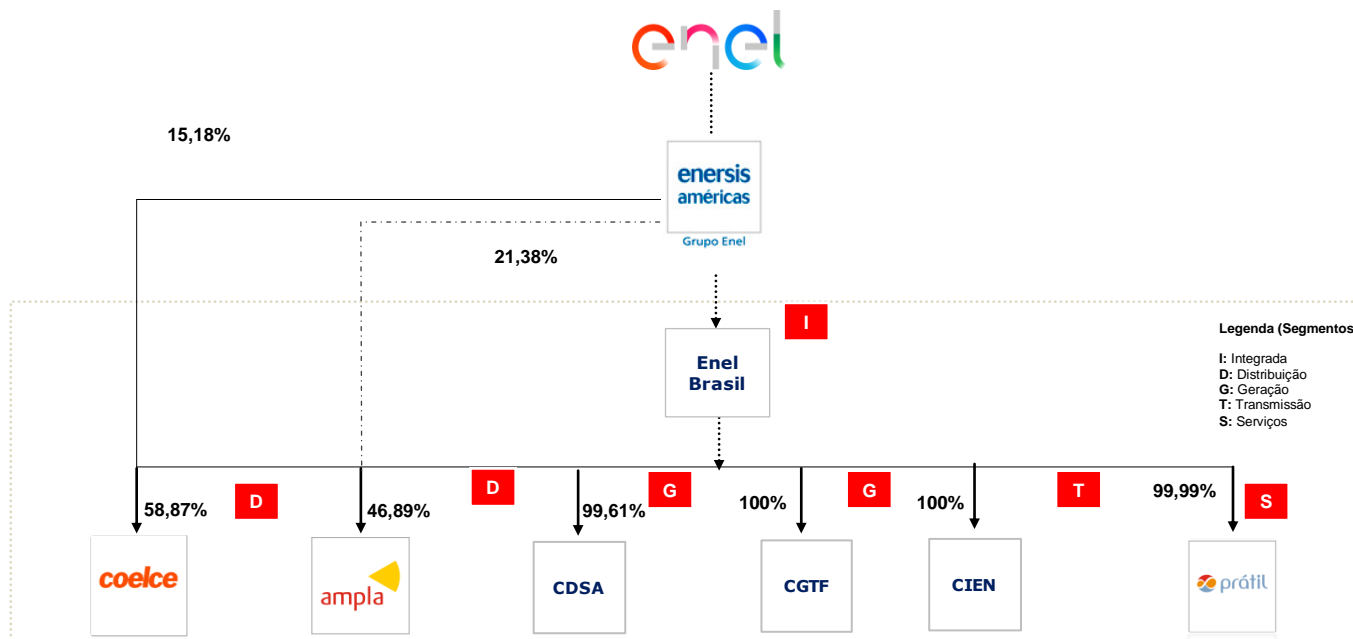 enel
15,18%
enersis
américas
Grupo Enel
21,38%
I
Enel
Brasil
Legenda (Segmentos
I: Integrada
D: Distribuição
G: Geração
T: Transmissão
S: Serviços
58,87%
D
46,89%
D
99,61%
G
100%
G
100%
T
99,99%
S
coelce
ampla
CDSA
CGTF
CIEN
prátil